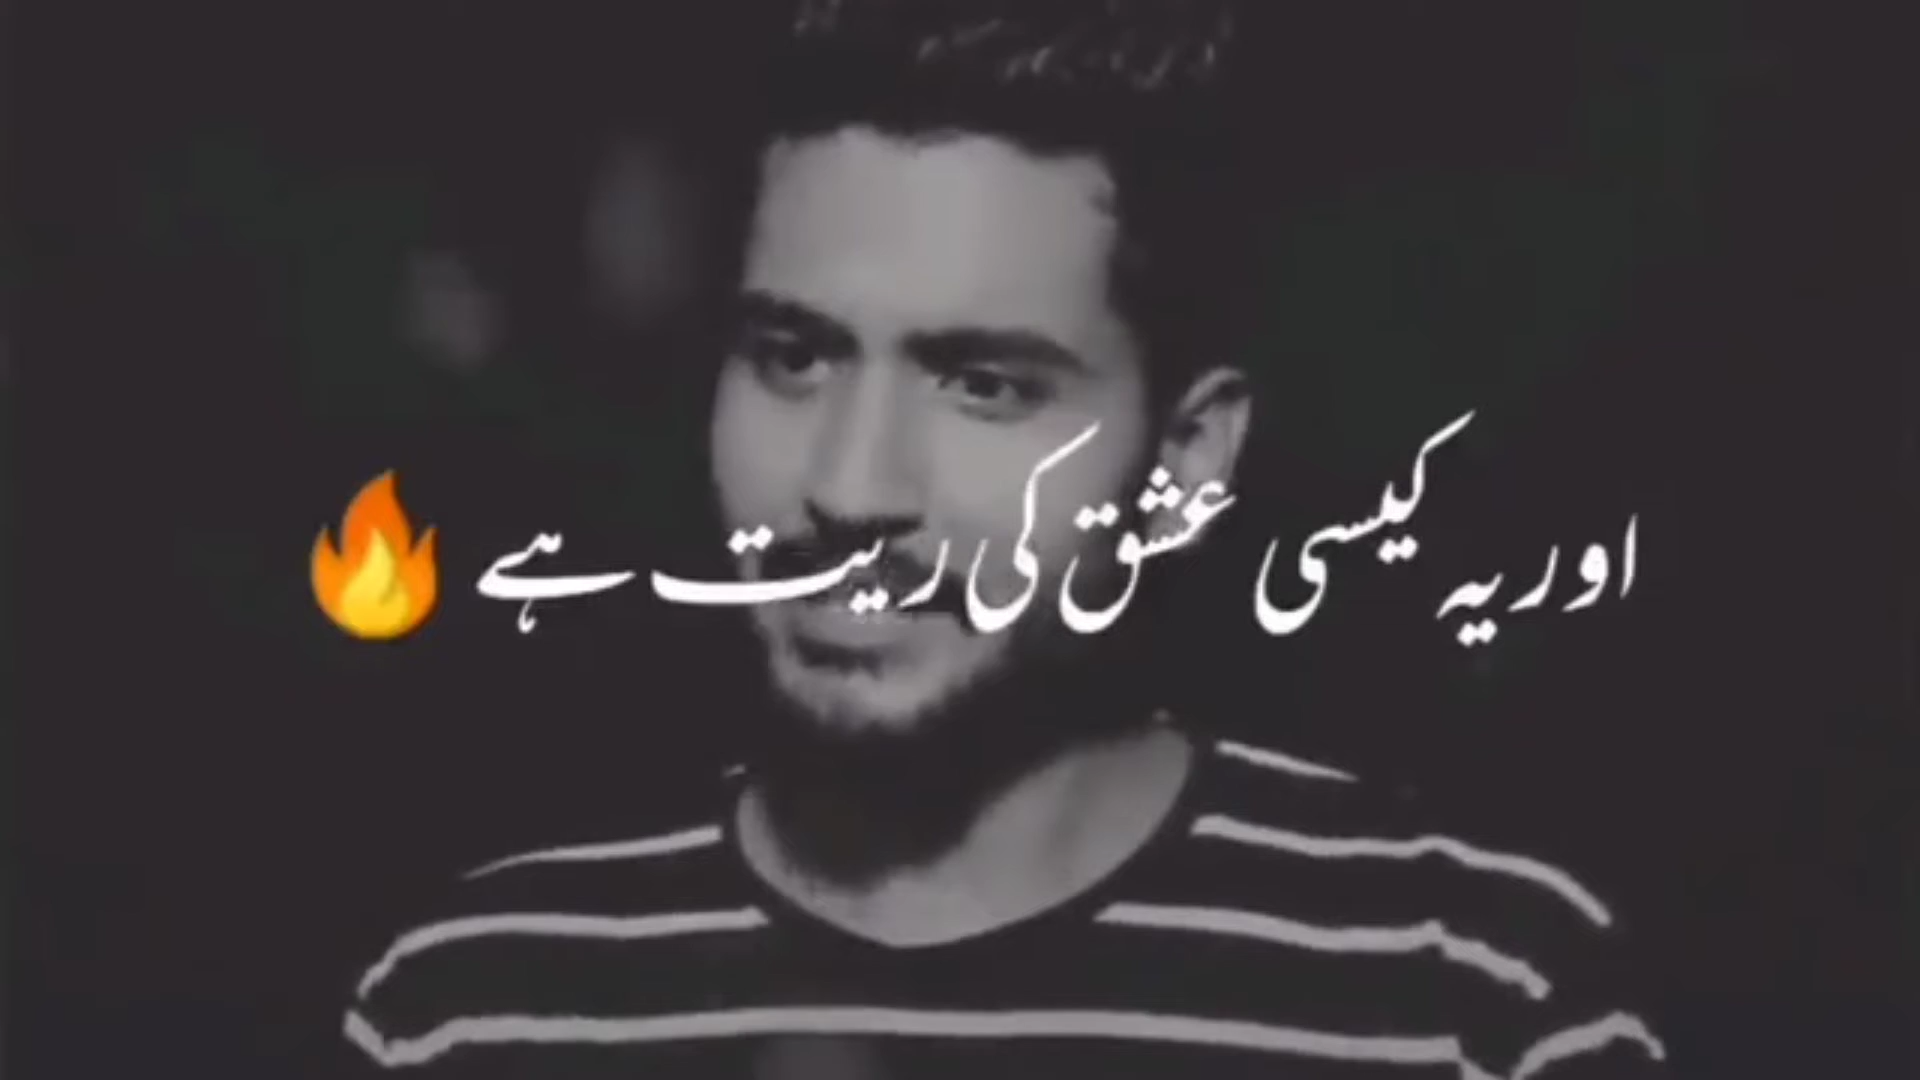 اور یہ کیسی عشق کی ریت ہے 🔥